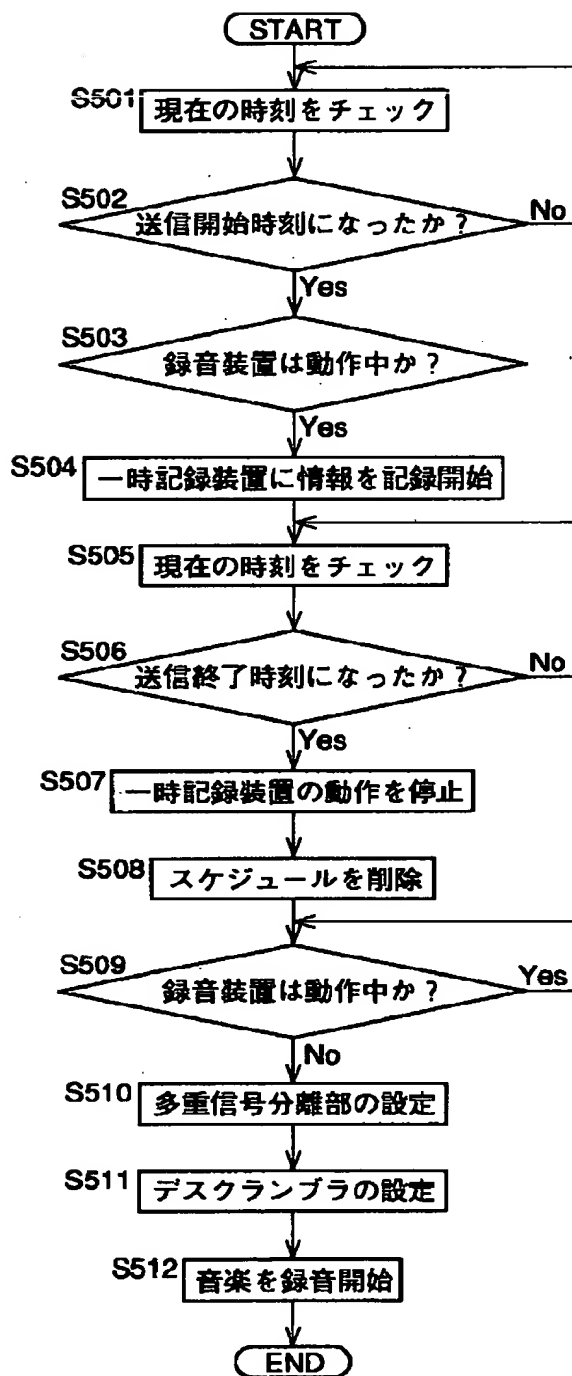 START
S501
現在の時刻をチェック
S502
送信開始時刻になったか?
No
Yes
S503
録音装置は動作中か?
Yes
S504
一時記録装置に情報を記録開始
S505
現在の時刻をチェック
S506
送信終了時刻になったか?
No
Yes
S507
一時記録装置の動作を停止
S508
スケジュールを削除
S509
録音装置は動作中か?
Yes
No
S510
多重信号分離部の設定
S511
デスクランブラの設定
S512
音楽を録音開始
END